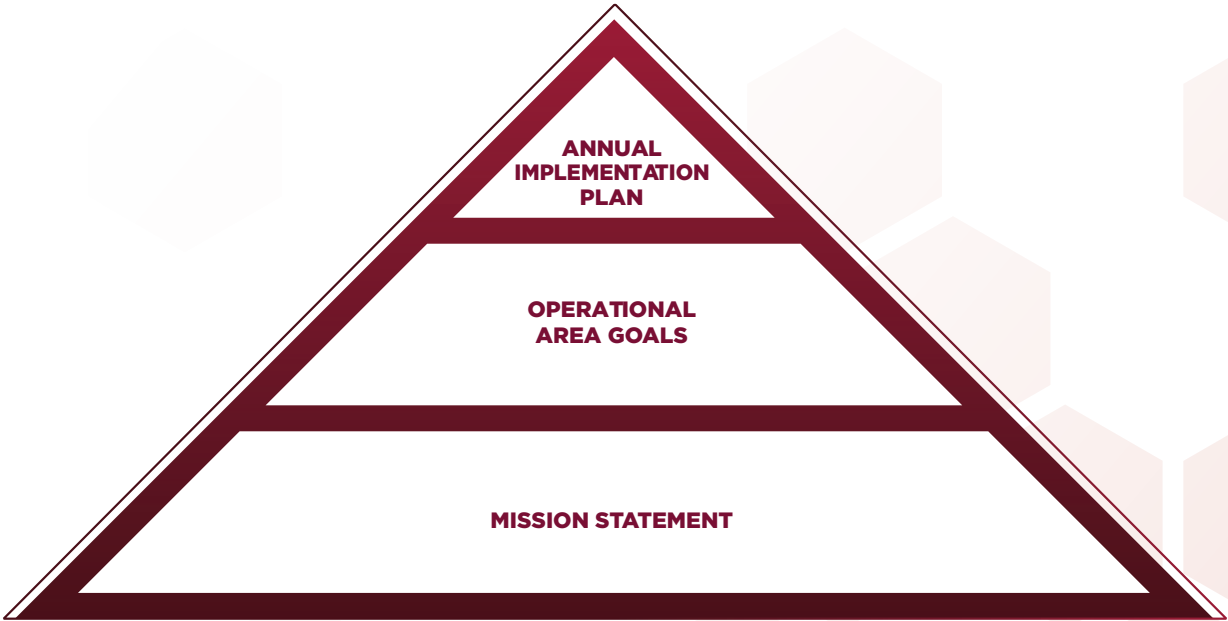 ANNUAL
IMPLEMENTATION
PLAN
OPERATIONAL
AREA GOALS
MISSION STATEMENT